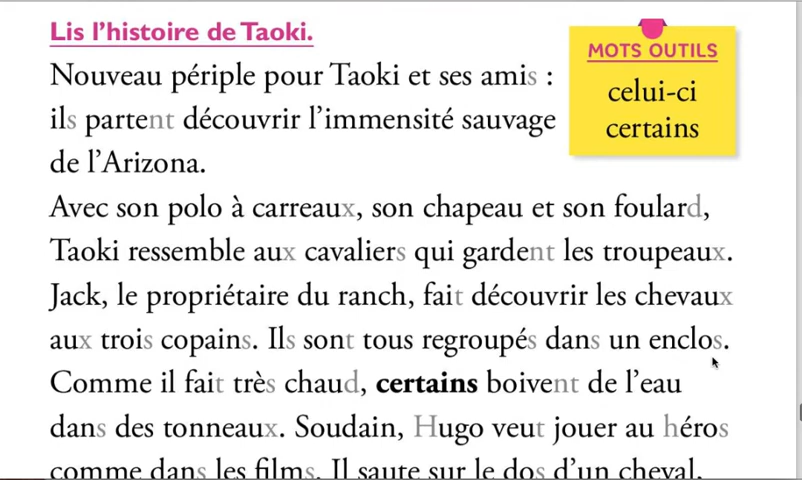 Lis l'histoire de Taoki.
MOTS OUTILS
celui-ci
certains
Nouveau périple pour Taoki et ses amis :
ils partent découvrir l'immensité sauvage
de l'Arizona.
Avec son polo à carreaux, son chapeau et son foulard,
Taoki ressemble aux cavaliers qui gardent les troupeaux.
Jack, le propriétaire du ranch, fait découvrir les chevaux
aux trois copains. Ils sont tous regroupés dans un enclos.
Comme il fait très chaud, certains boivent de l'eau
dans des tonneaux. Soudain, Hugo veut jouer au héros
comme dans les films. Il saute sur le dos d'un cheval.